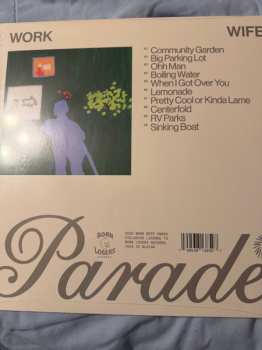 WORK WIFE
Community Garden
Big Parking Lot
Ohh Man
Boiling Water
When I Got Over You
Lemonade
Pretty Cool or Kinda Lame
Centerfold
RV Parks
Sinking Boat
BORN LOSERS
Parade